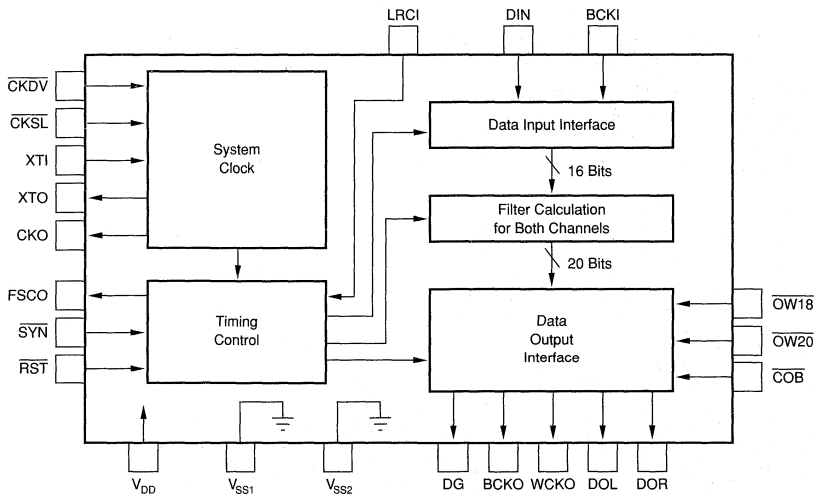 LRCI DIN BCKI
CKDV
CKSL
XTI
XTO
CKO
FSCO
SYN
RST
System
Clock
Timing
Control
Data Input Interface
16 Bits
Filter Calculation
for Both Channels
20 Bits
Data
Output
Interface
OW18
OW20
COB
VDD VSS1 VSS2 DG BCKO WCKO DOL DOR